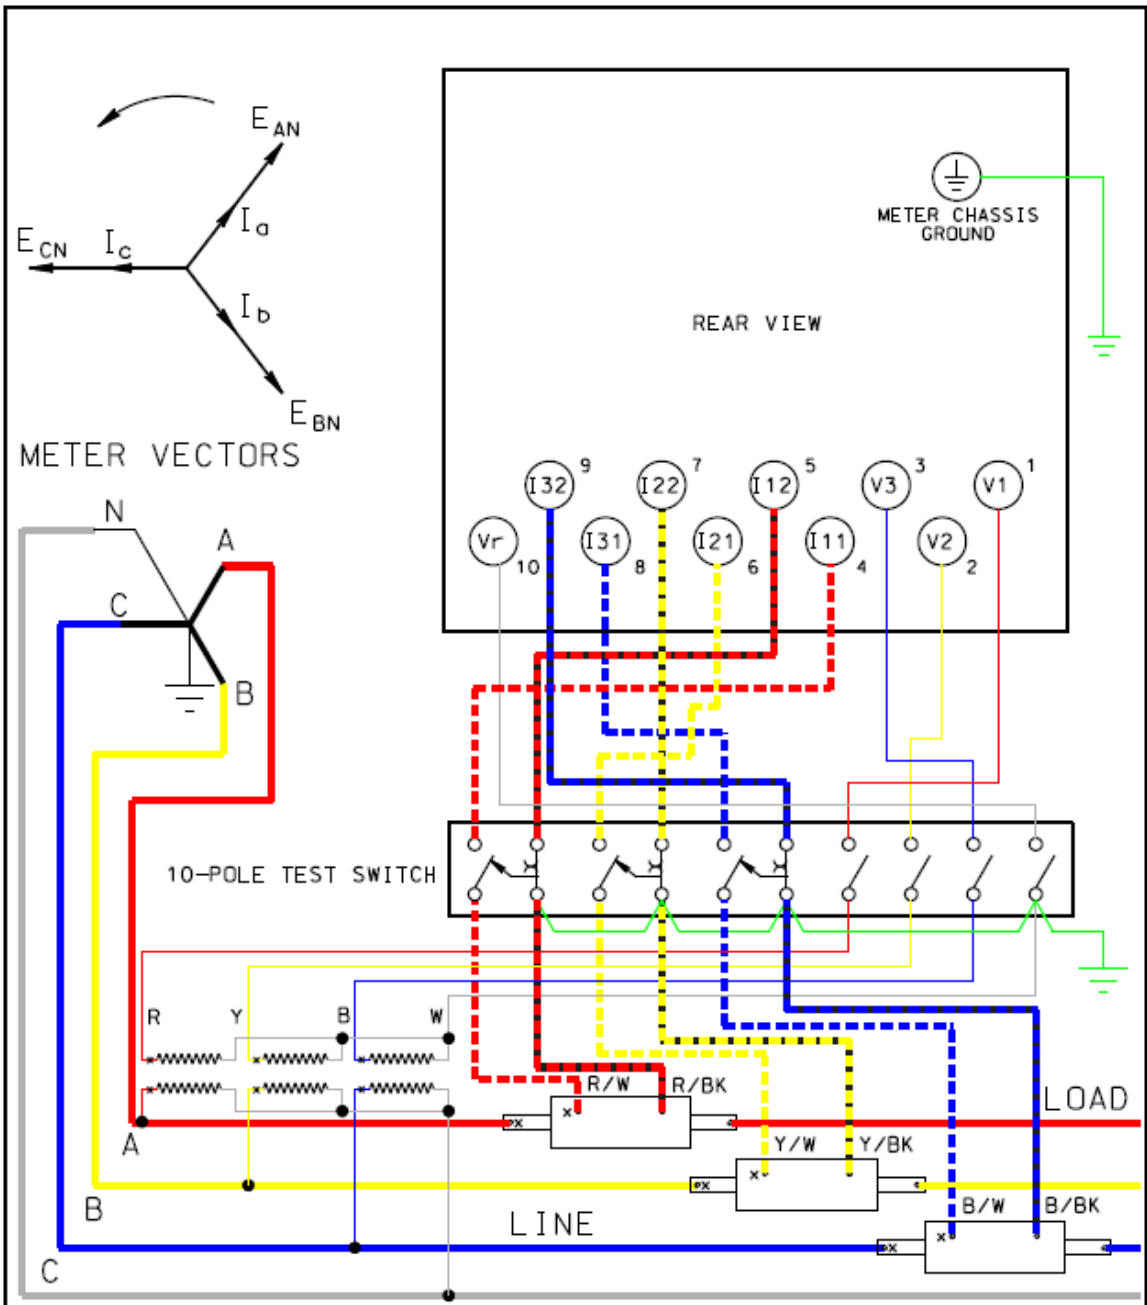 E AN
I a
E CN
I c
I b
E BN
METER VECTORS
METER CHASSIS
GROUND
REAR VIEW
I32 9
I22 7
I12 5
V3 3
V1 1
Vr 10
I31 8
I21 6
I11 4
V2 2
N
A
C
B
10-POLE TEST SWITCH
R Y B W
R/W R/BK
LOAD
A
Y/W Y/BK
B
LINE
B/W B/BK
C